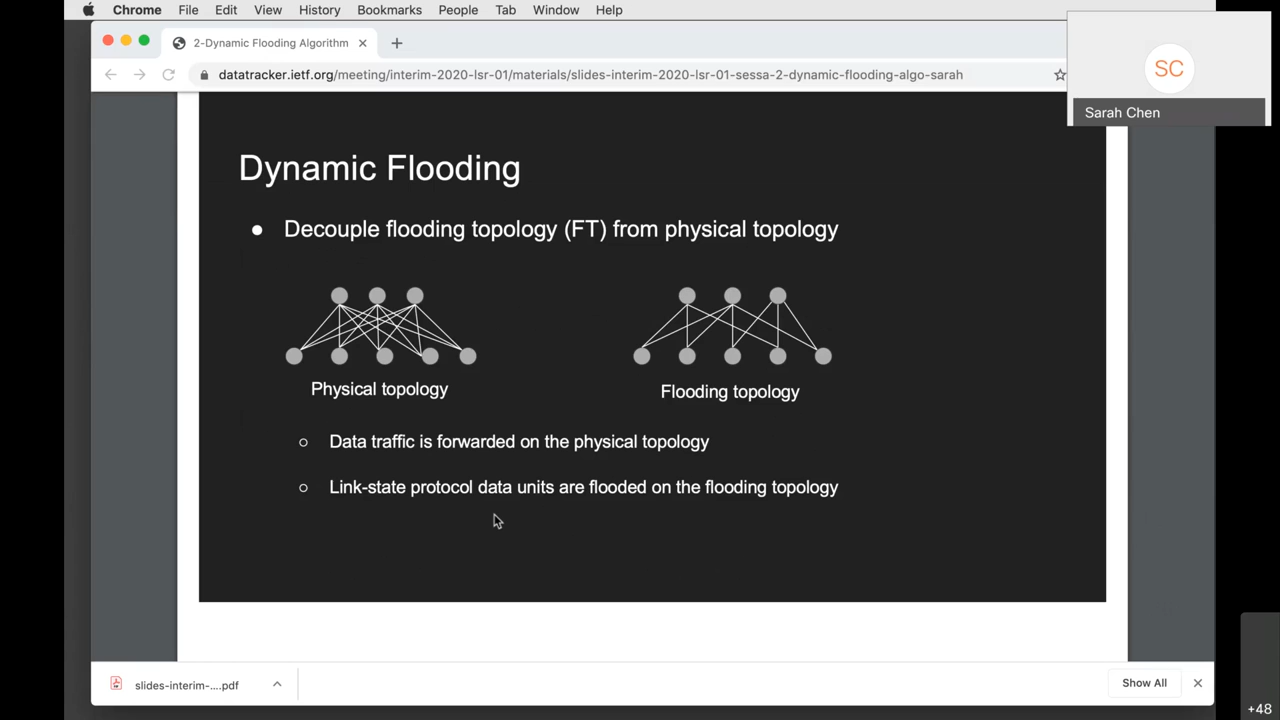 Chrome File Edit View History Bookmarks People Tab Window Help
2-Dynamic Flooding Algorithm
datatracker.ietf.org/meeting/interim-2020-lsr-01/materials/slides-interim-2020-lsr-01-sessa-2-dynamic-flooding-algo-sarah
SC
Sarah Chen
Dynamic Flooding
● Decouple flooding topology (FT) from physical topology
Physical topology Flooding topology
○ Data traffic is forwarded on the physical topology
○ Link-state protocol data units are flooded on the flooding topology
slides-interim-....pdf Show All
+48